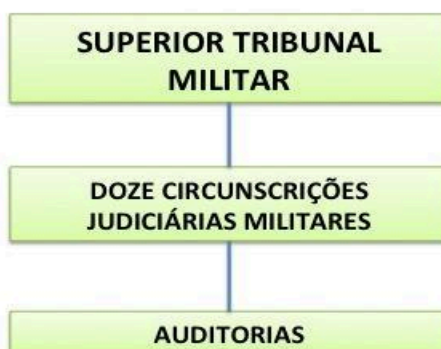 SUPERIOR TRIBUNAL
MILITAR
DOZE CIRCUNSCRIÇÕES
JUDICIÁRIAS MILITARES
AUDITORIAS